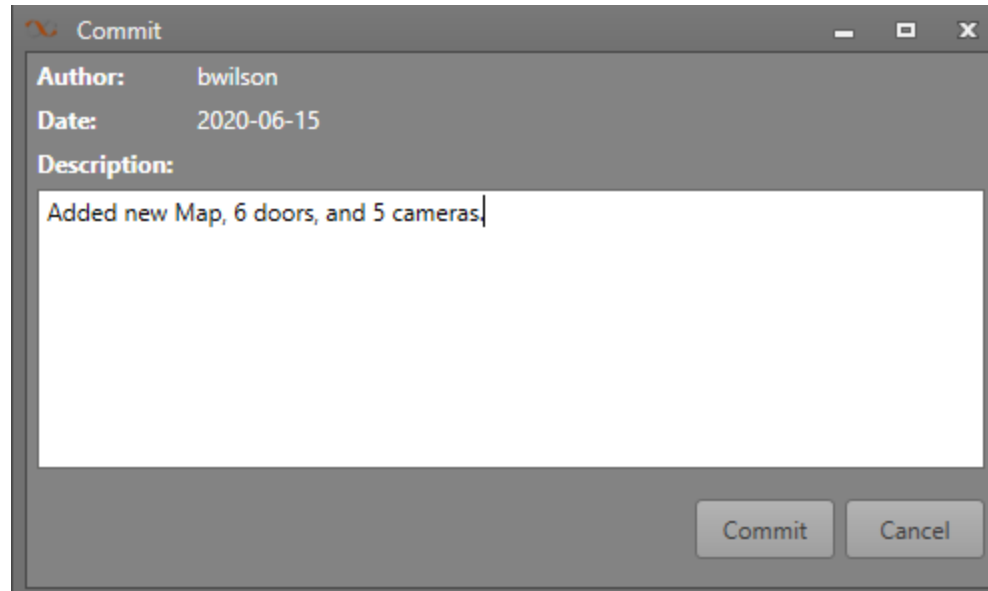 Commit
Author: bwilson
Date: 2020-06-15
Description:
Added new Map, 6 doors, and 5 cameras.
Commit Cancel